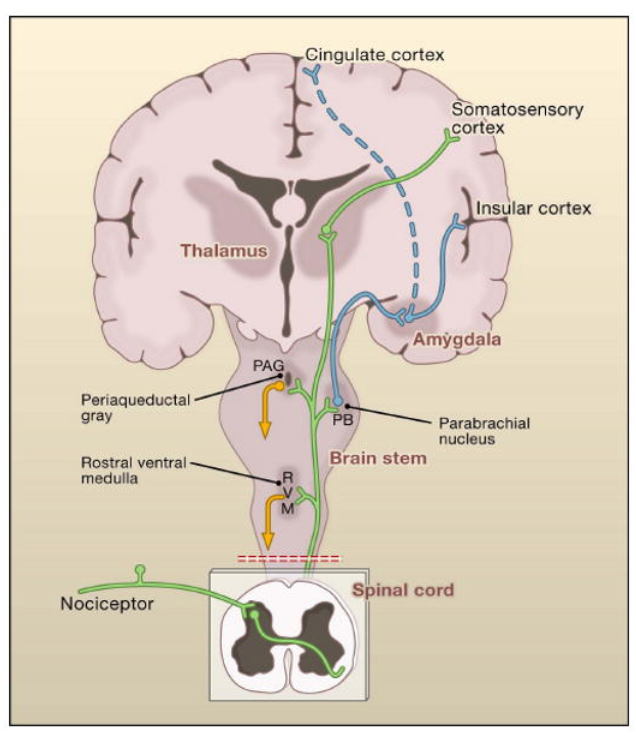 Cingulate cortex
Somatosensory
cortex
Insular cortex
Thalamus
Amygdala
PAG
Periaqueductal
gray
PB
Parabrachial
nucleus
Brain stem
Rostral ventral
medulla
R
V
M
Spinal cord
Nociceptor